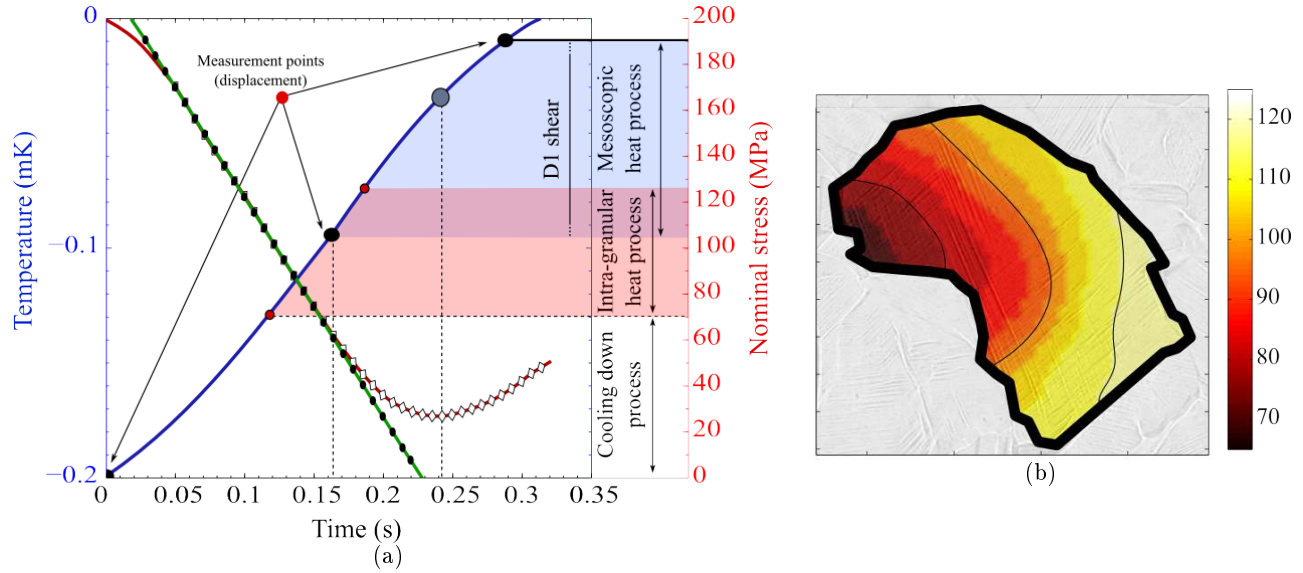 0
Temperature (mK)
−0.1
−0.2
Measurement points
(displacement)
D1 shear
Mesoscopic
heat process
Intra-granular
heat process
Cooling down
process
200
180
160
140
120
100
80
60
40
20
0
Nominal stress (MPa)
0
0.05
0.1
0.15
0.2
0.25
0.3
0.35
Time (s)
(a)
120
110
100
90
80
70
(b)